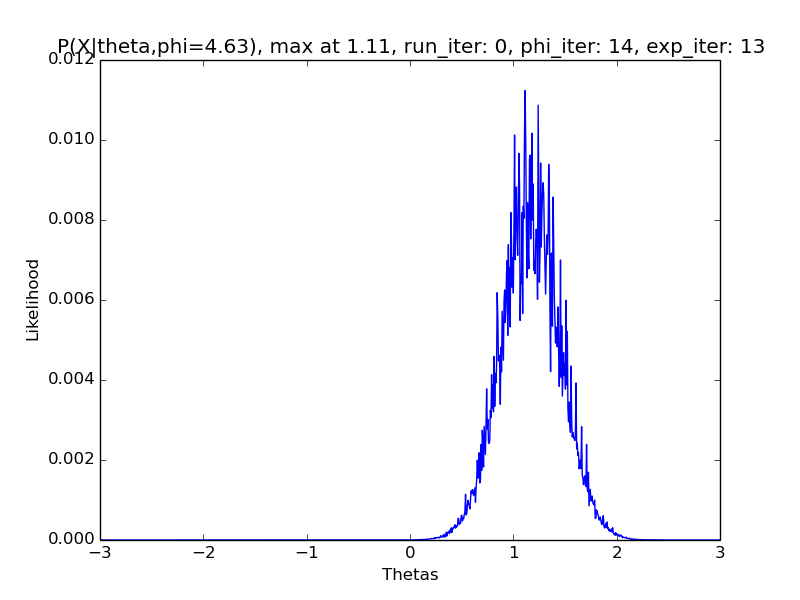 P(X|theta,phi=4.63), max at 1.11, run_iter: 0, phi_iter: 14, exp_iter: 13
0.012
0.010
0.008
0.006
0.004
0.002
0.000
Likelihood
−3 −2 −1 0 1 2 3
Thetas